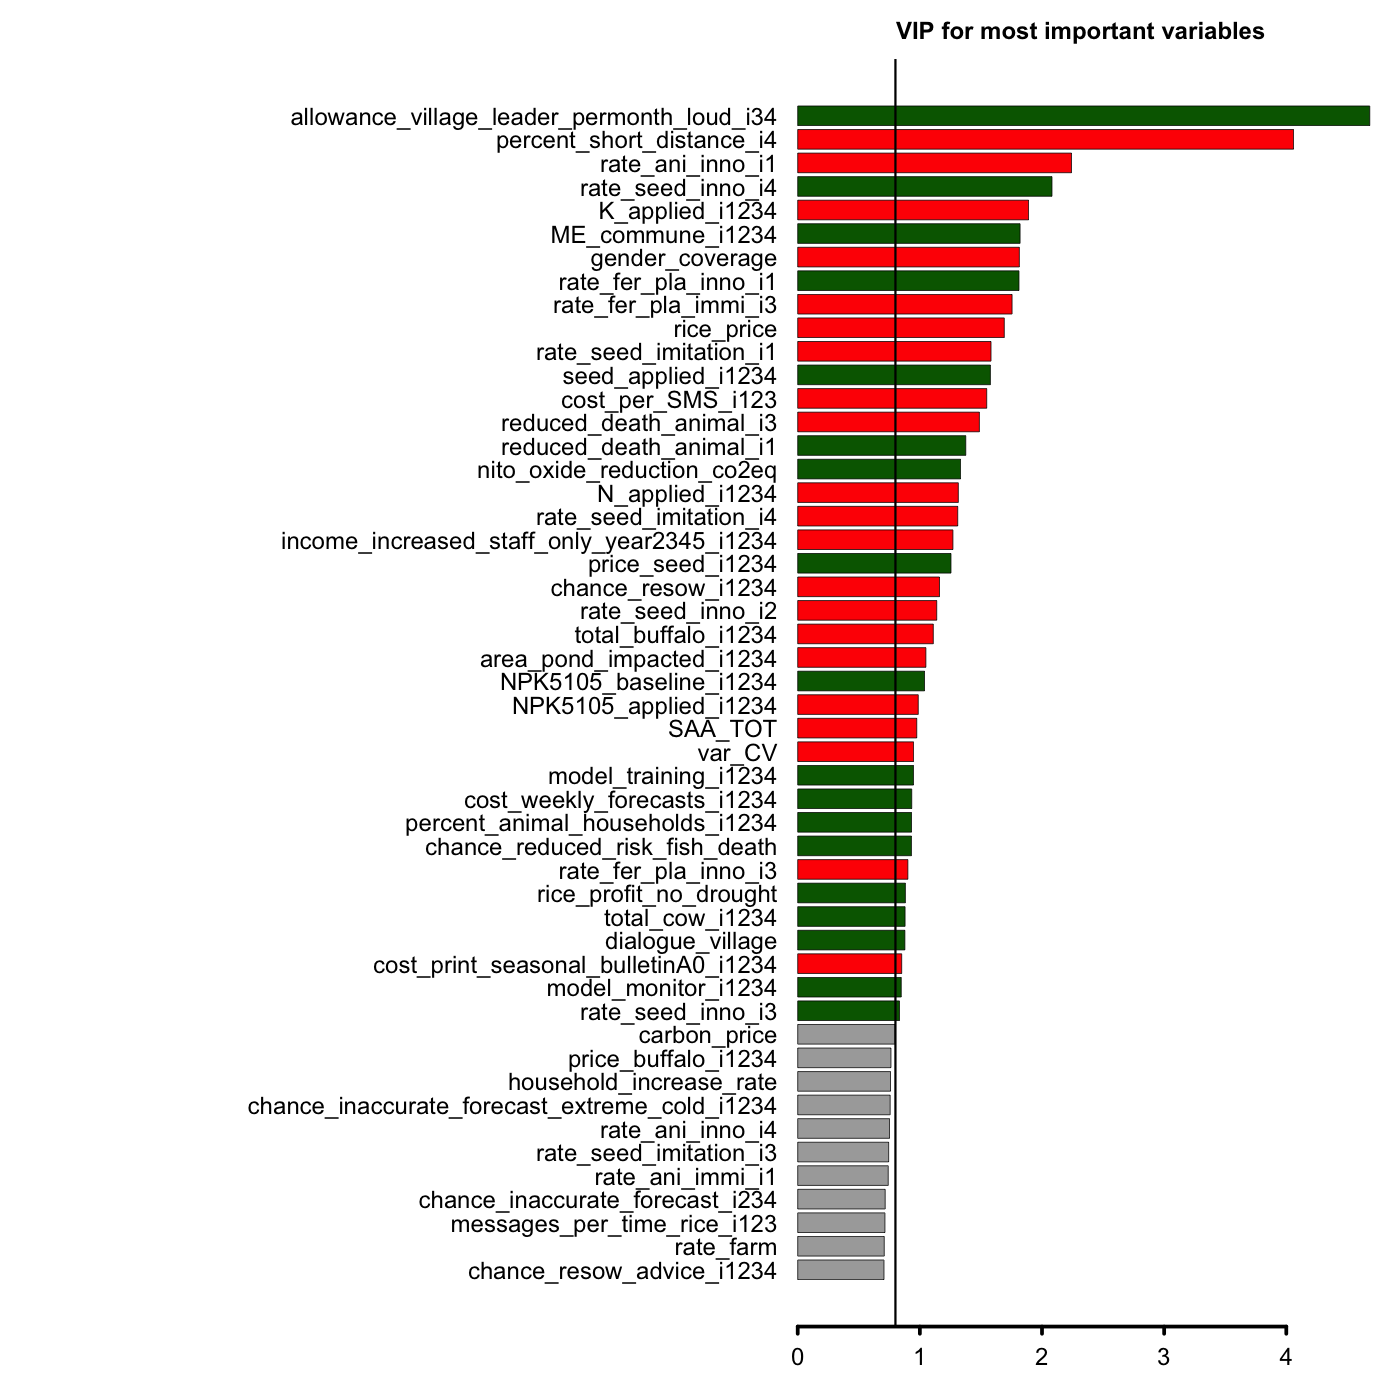 VIP for most important variables
allowance_village_leader_permonth_loud_i34
percent_short_distance_i4
rate_ani_inno_i1
rate_seed_inno_i4
K_applied_i1234
ME_commune_i1234
gender_coverage
rate_fer_pla_inno_i1
rate_fer_pla_immi_i3
rice_price
rate_seed_imitation_i1
seed_applied_i1234
cost_per_SMS_i123
reduced_death_animal_i3
reduced_death_animal_i1
nito_oxide_reduction_co2eq
N_applied_i1234
rate_seed_imitation_i4
income_increased_staff_only_year2345_i1234
price_seed_i1234
chance_resow_i1234
rate_seed_inno_i2
total_buffalo_i1234
area_pond_impacted_i1234
NPK5105_baseline_i1234
NPK5105_applied_i1234
SAA_TOT
var_CV
model_training_i1234
cost_weekly_forecasts_i1234
percent_animal_households_i1234
chance_reduced_risk_fish_death
rate_fer_pla_inno_i3
rice_profit_no_drought
total_cow_i1234
dialogue_village
cost_print_seasonal_bulletinA0_i1234
model_monitor_i1234
rate_seed_inno_i3
carbon_price
price_buffalo_i1234
household_increase_rate
chance_inaccurate_forecast_extreme_cold_i1234
rate_ani_inno_i4
rate_seed_imitation_i3
rate_ani_immi_i1
chance_inaccurate_forecast_i234
messages_per_time_rice_i123
rate_farm
chance_resow_advice_i1234
0 1 2 3 4